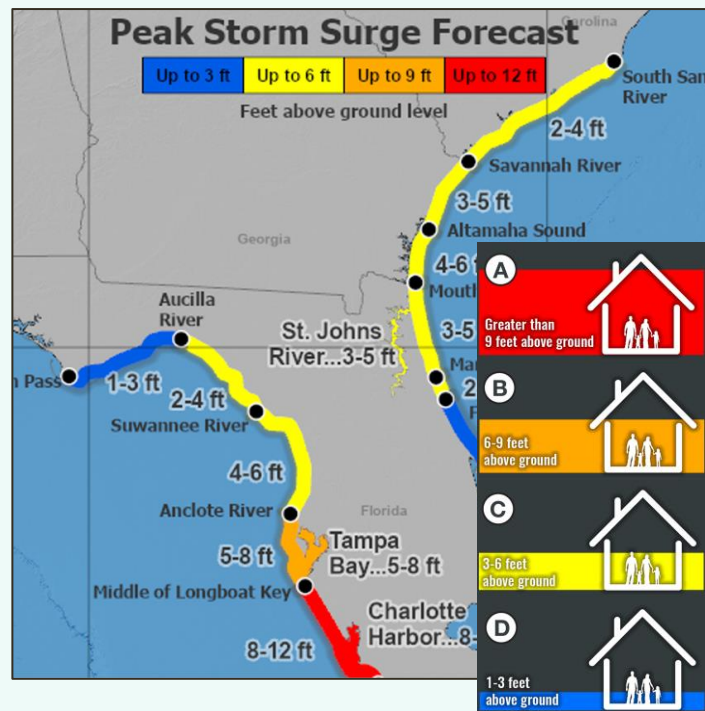 Peak Storm Surge Forecast
Carolina
Up to 3 ft
Up to 6 ft
Up to 9 ft
Up to 12 ft
Feet above ground level
South San
River
2-4 ft
Savannah River
3-5 ft
Altamaha Sound
Georgia
4-6
Mouth
Aucilla
River
St. Johns
River...3-5 ft
3-5
Pass
1-3 ft
2-4 ft
Suwannee River
4-6 ft
Anclote River
Florida
5-8 ft
Tampa
Bay...5-8 ft
Middle of Longboat Key
Charlotte
Harbor...8-
8-12 ft
A
Greater than
9 feet above ground
B
6-9 feet
above ground
C
3-6 feet
above ground
D
1-3 feet
above ground